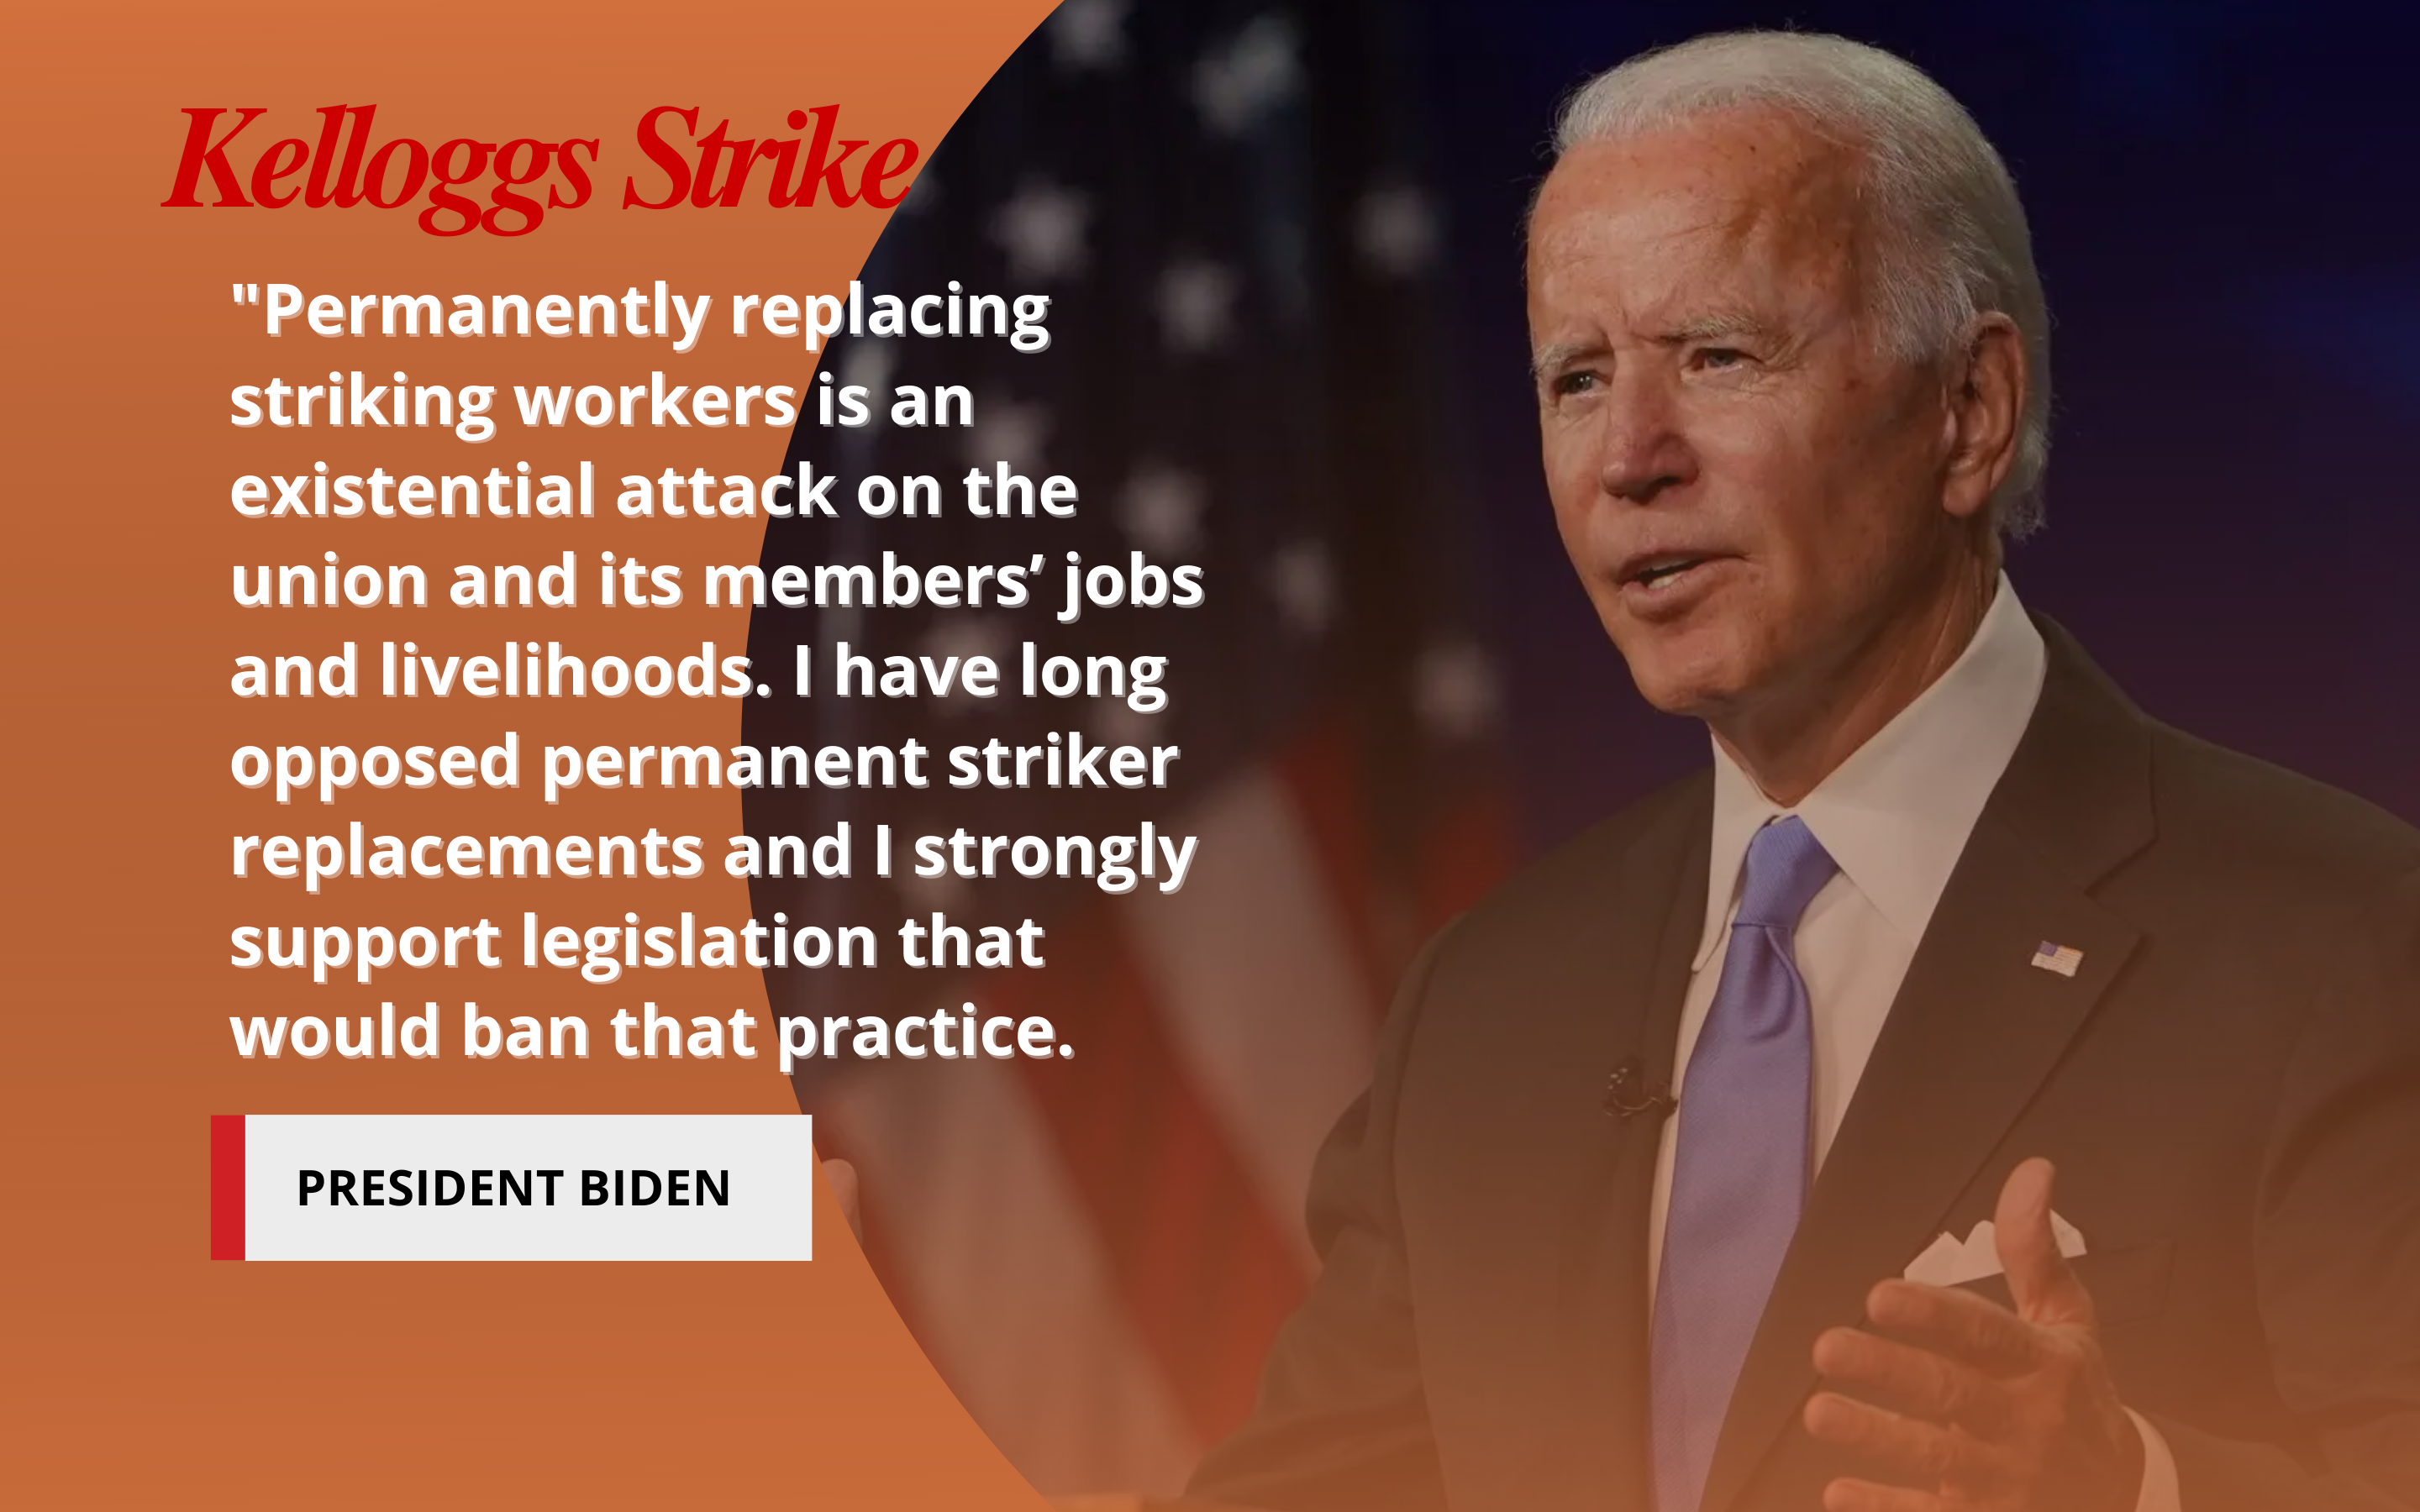 Kelloggs Strike
"Permanently replacing
striking workers is an
existential attack on the
union and its members’ jobs
and livelihoods. I have long
opposed permanent striker
replacements and I strongly
support legislation that
would ban that practice.
PRESIDENT BIDEN